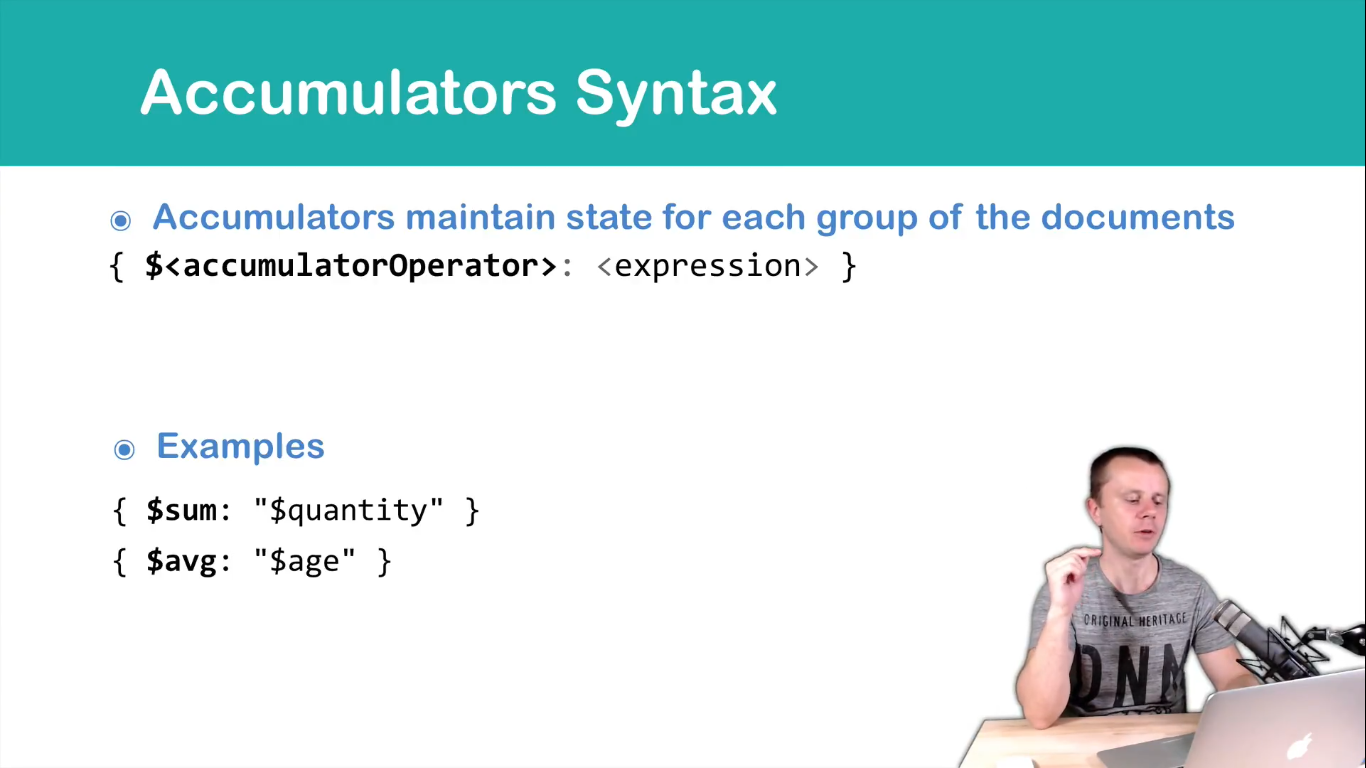 Accumulators Syntax
◉ Accumulators maintain state for each group of the documents
{ $<accumulatorOperator>: <expression> }
◉ Examples
{ $sum: "$quantity" }
{ $avg: "$age" }
ORIGINAL HERITAGE
DNM